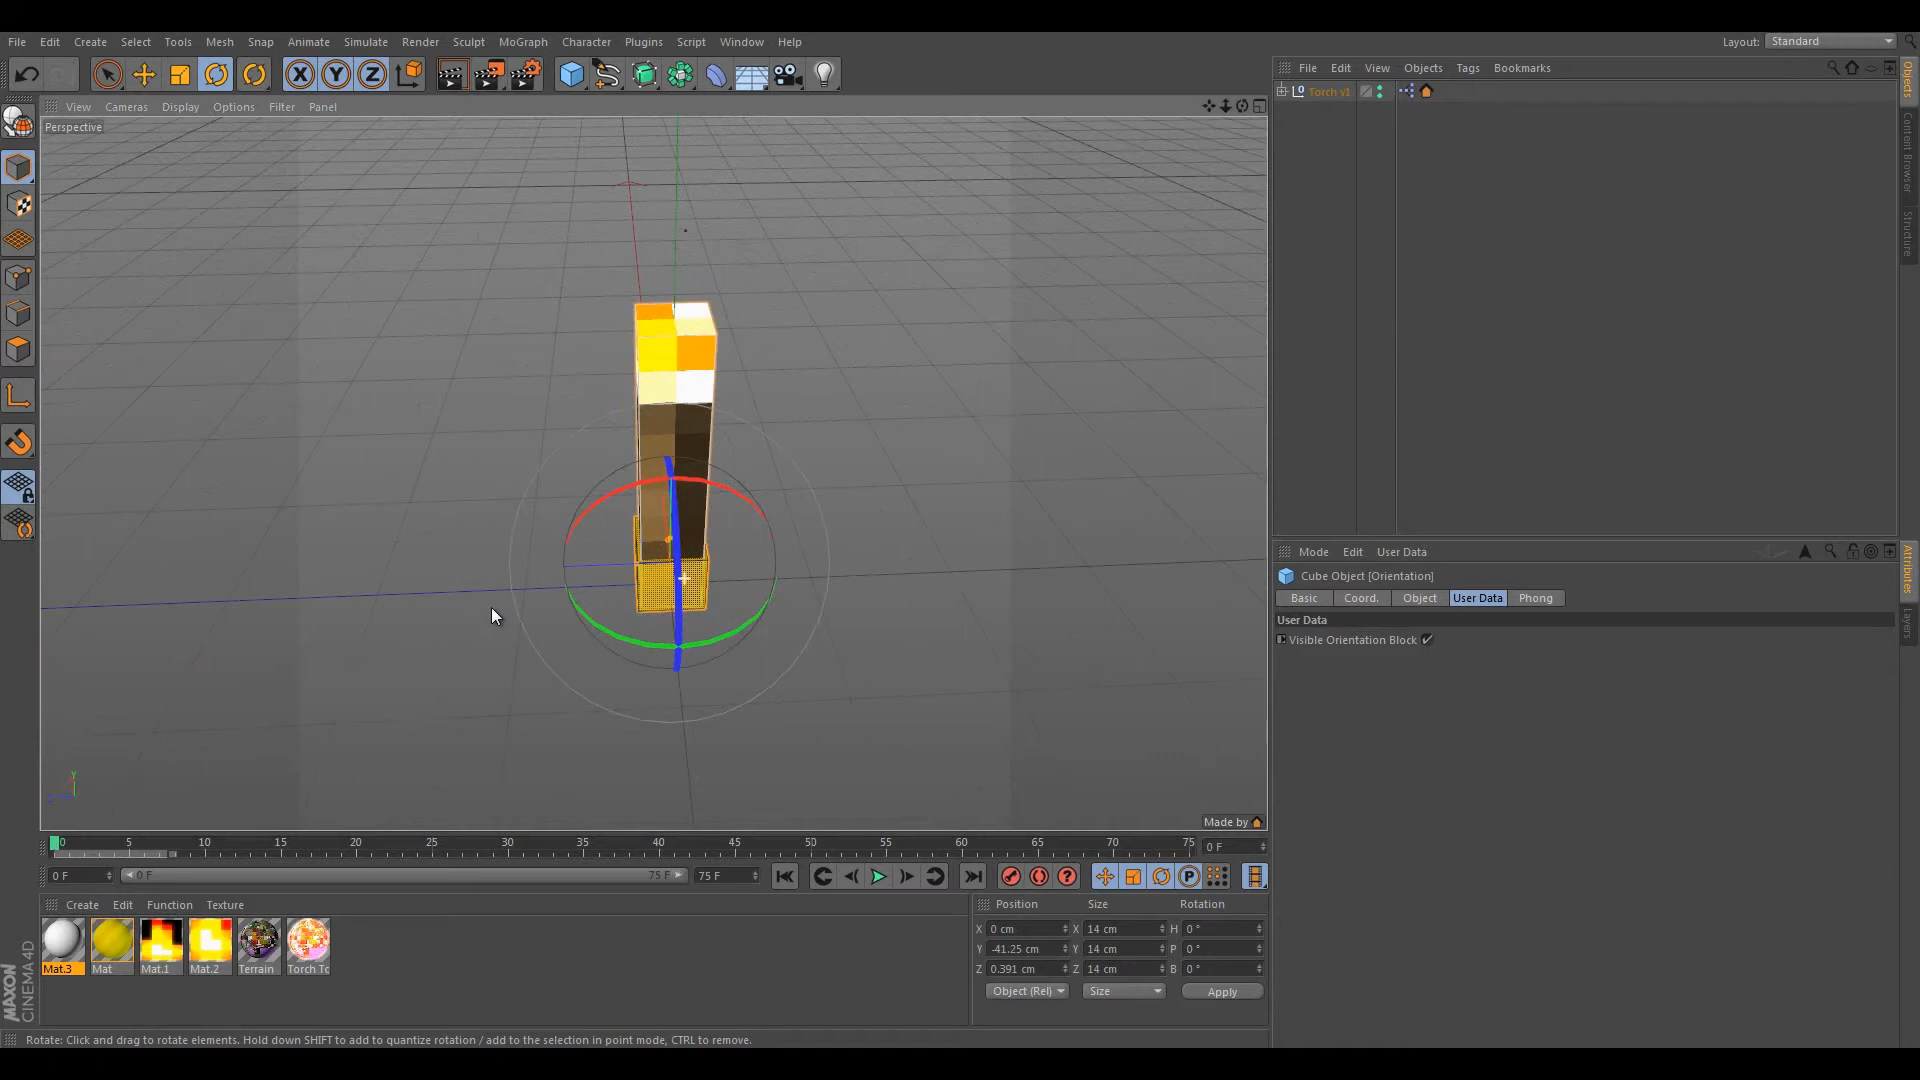 File Edit Create Select Tools Mesh Snap Animate Simulate Render Sculpt MoGraph Character Plugins Script Window Help Layout: Standard
X Y Z
File Edit View Objects Tags Bookmarks
Torch v1
Objects
Content Browser
Structure
View Cameras Display Options Filter Panel
Perspective
Y
Made by
Mode Edit User Data
Cube Object [Orientation]
Basic Coord. Object User Data Phong
User Data
Visible Orientation Block
Attributes
Layers
0 5 10 15 20 25 30 35 40 45 50 55 60 65 70 75 0 F
0 F 0 F 75 F 75 F
P
Create Edit Function Texture
Mat.3 Mat Mat.1 Mat.2 Terrain Torch Tc
Position Size Rotation
X 0 cm X 14 cm H 0 °
Y -41.25 cm Y 14 cm P 0 °
Z 0.391 cm Z 14 cm B 0 °
Object (Rel) Size Apply
MAXON
CINEMA 4D
Rotate: Click and drag to rotate elements. Hold down SHIFT to add to quantize rotation / add to the selection in point mode, CTRL to remove.